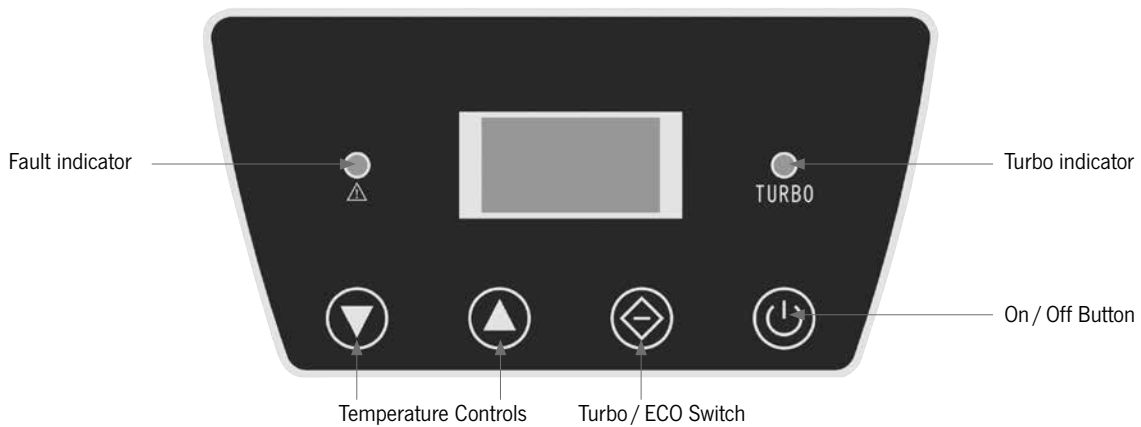 Fault indicator
Turbo indicator
TURBO
On / Off Button
Temperature Controls
Turbo / ECO Switch